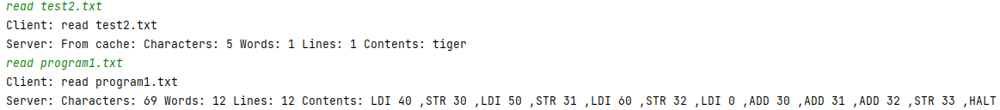 read test2.txt
Client: read test2.txt
Server: From cache: Characters: 5 Words: 1 Lines: 1 Contents: tiger
read program1.txt
Client: read program1.txt
Server: Characters: 69 Words: 12 Lines: 12 Contents: LDI 40 ,STR 30 ,LDI 50 ,STR 31 ,LDI 60 ,STR 32 ,LDI 0 ,ADD 30 ,ADD 31 ,ADD 32 ,STR 33 ,HALT